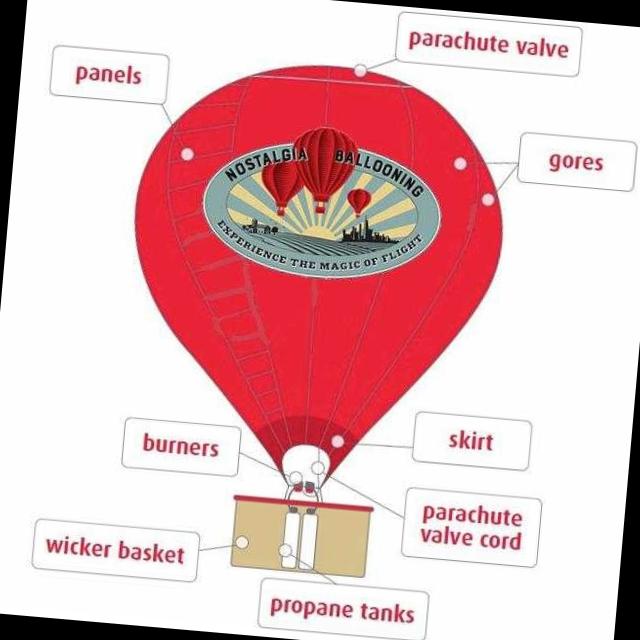 parachute valve
panels
gores
NOSTALGIA BALLOONING
EXPERIENCE THE MAGIC OF FLIGHT
burners
skirt
parachute
valve cord
wicker basket
propane tanks